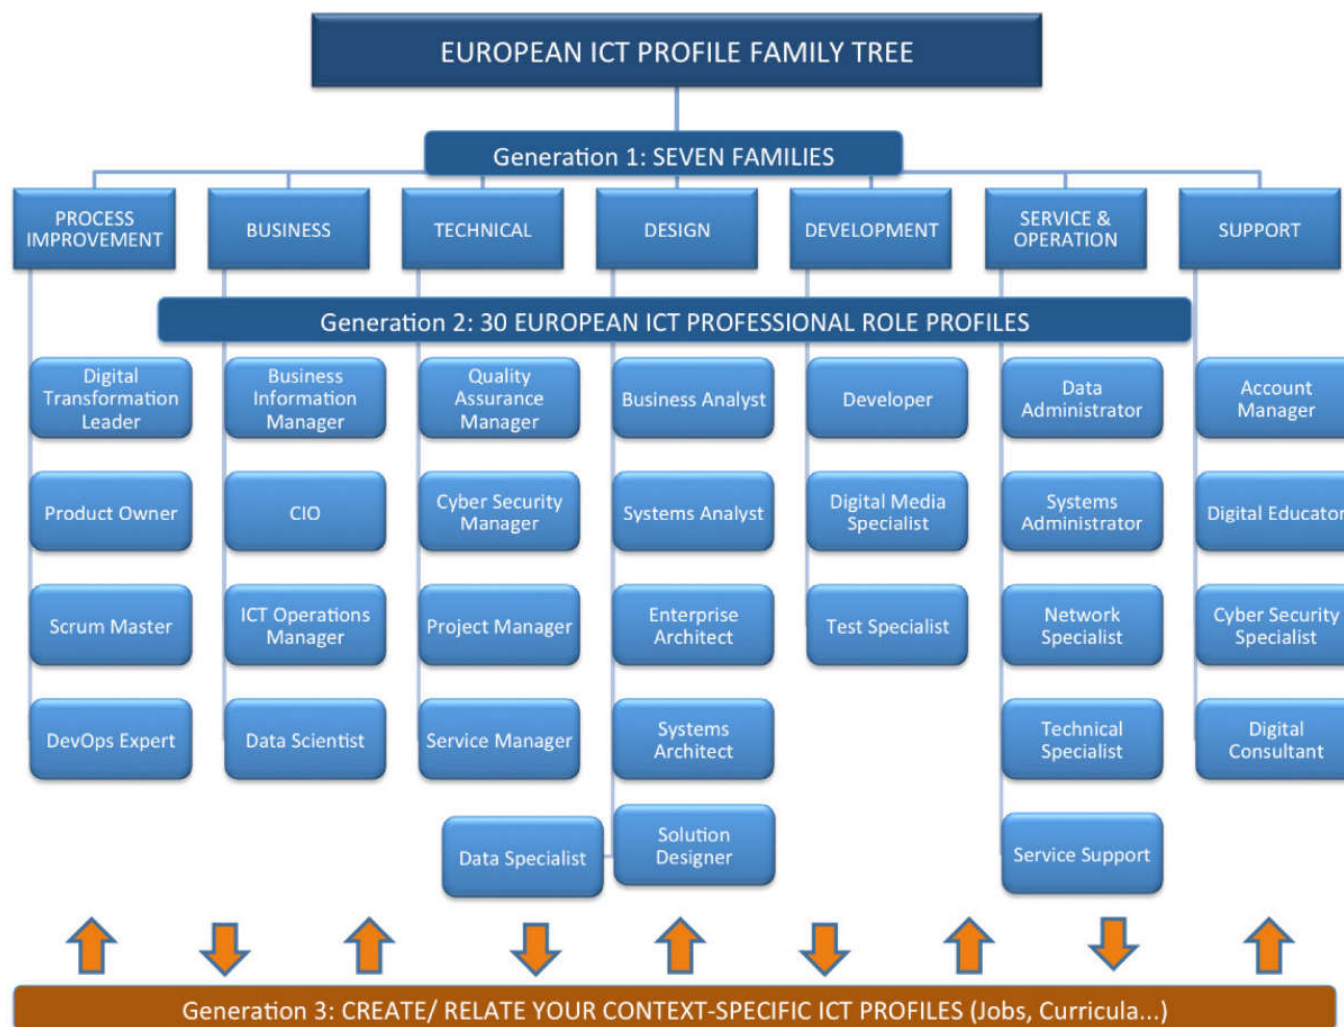 EUROPEAN ICT PROFILE FAMILY TREE
Generation 1: SEVEN FAMILIES
PROCESS
IMPROVEMENT
BUSINESS
TECHNICAL
DESIGN
DEVELOPMENT
SERVICE &
OPERATION
SUPPORT
Generation 2: 30 EUROPEAN ICT PROFESSIONAL ROLE PROFILES
Digital
Transformation
Leader
Business
Information
Manager
Quality
Assurance
Manager
Business Analyst
Developer
Data
Administrator
Account
Manager
Product Owner
CIO
Cyber Security
Manager
Systems Analyst
Digital Media
Specialist
Systems
Administrator
Digital Educator
Scrum Master
ICT Operations
Manager
Project Manager
Enterprise
Architect
Test Specialist
Network
Specialist
Cyber Security
Specialist
DevOps Expert
Data Scientist
Service Manager
Systems
Architect
Technical
Specialist
Digital
Consultant
Data Specialist
Solution
Designer
Service Support
Generation 3: CREATE/ RELATE YOUR CONTEXT-SPECIFIC ICT PROFILES (Jobs, Curricula...)